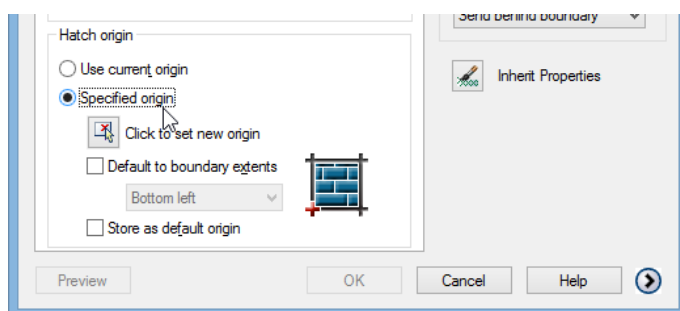 Send behind boundary
Hatch origin
Use current origin
Specified origin
Click to set new origin
Default to boundary extents
Bottom left
Store as default origin
Inherit Properties
Preview
OK
Cancel
Help